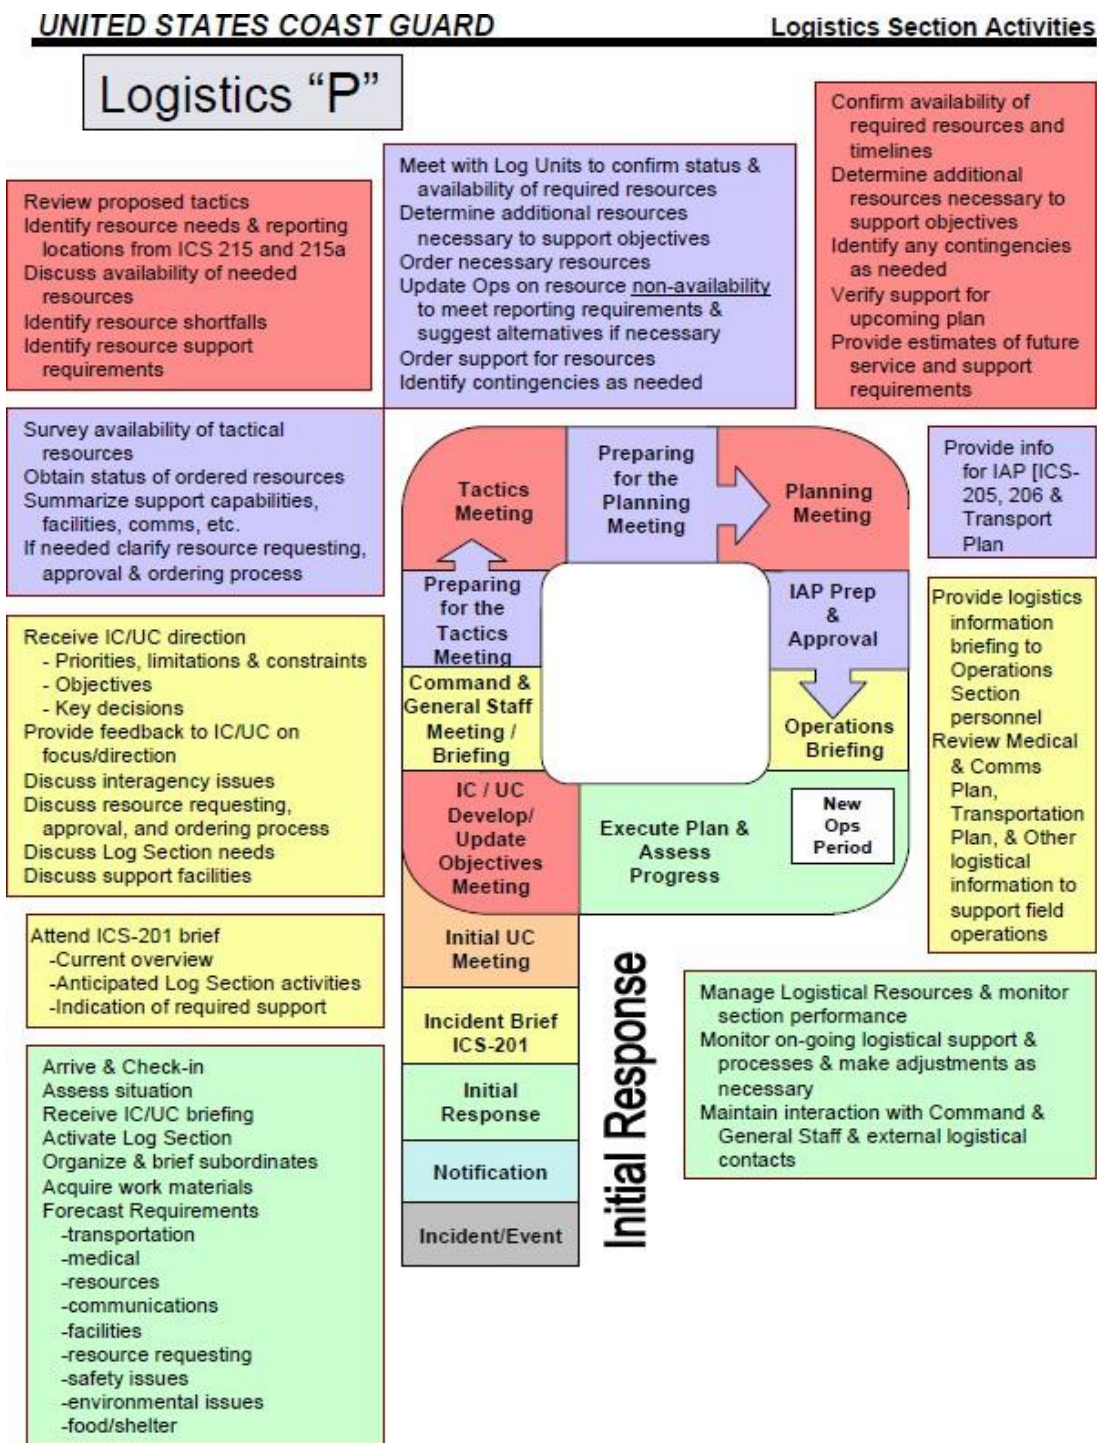 UNITED STATES COAST GUARD
Logistics Section Activities
Logistics “P”
Confirm availability of
required resources and
timelines
Determine additional
resources necessary to
support objectives
Identify any contingencies
as needed
Verify support for
upcoming plan
Provide estimates of future
service and support
requirements
Meet with Log Units to confirm status &
availability of required resources
Determine additional resources
necessary to support objectives
Order necessary resources
Update Ops on resource non-availability
to meet reporting requirements &
suggest alternatives if necessary
Order support for resources
Identify contingencies as needed
Review proposed tactics
Identify resource needs & reporting
locations from ICS 215 and 215a
Discuss availability of needed
resources
Identify resource shortfalls
Identify resource support
requirements
Survey availability of tactical
resources
Obtain status of ordered resources
Summarize support capabilities,
facilities, comms, etc.
If needed clarify resource requesting,
approval & ordering process
Tactics
Meeting
Preparing
for the
Planning
Meeting
Planning
Meeting
Provide info
for IAP [ICS-
205, 206 &
Transport
Plan
Preparing
for the
Tactics
Meeting
IAP Prep
&
Approval
Receive IC/UC direction
- Priorities, limitations & constraints
- Objectives
- Key decisions
Provide feedback to IC/UC on
focus/direction
Discuss interagency issues
Discuss resource requesting,
approval, and ordering process
Discuss Log Section needs
Discuss support facilities
Command &
General Staff
Meeting /
Briefing
Operations
Briefing
Provide logistics
information
briefing to
Operations
Section
personnel
Review Medical
& Comms
Plan,
Transportation
Plan, & Other
logistical
information to
support field
operations
IC / UC
Develop/
Update
Objectives
Meeting
Execute Plan &
Assess
Progress
New
Ops
Period
Attend ICS-201 brief
-Current overview
-Anticipated Log Section activities
-Indication of required support
Initial UC
Meeting
Incident Brief
ICS-201
Initial
Response
Notification
Incident/Event
Initial Response
Manage Logistical Resources & monitor
section performance
Monitor on-going logistical support &
processes & make adjustments as
necessary
Maintain interaction with Command &
General Staff & external logistical
contacts
Arrive & Check-in
Assess situation
Receive IC/UC briefing
Activate Log Section
Organize & brief subordinates
Acquire work materials
Forecast Requirements
-transportation
-medical
-resources
-communications
-facilities
-resource requesting
-safety issues
-environmental issues
-food/shelter